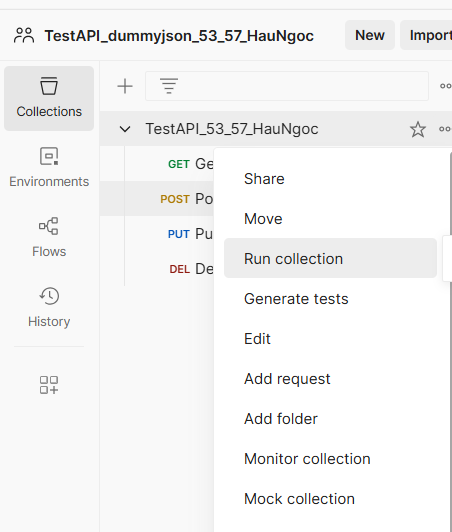 TestAPI_dummyjson_53_57_HauNgoc
New
Import
Collections
Environments
Flows
History
TestAPI_53_57_HauNgoc
GET Ge
POST Po
PUT Pu
DEL De
Share
Move
Run collection
Generate tests
Edit
Add request
Add folder
Monitor collection
Mock collection